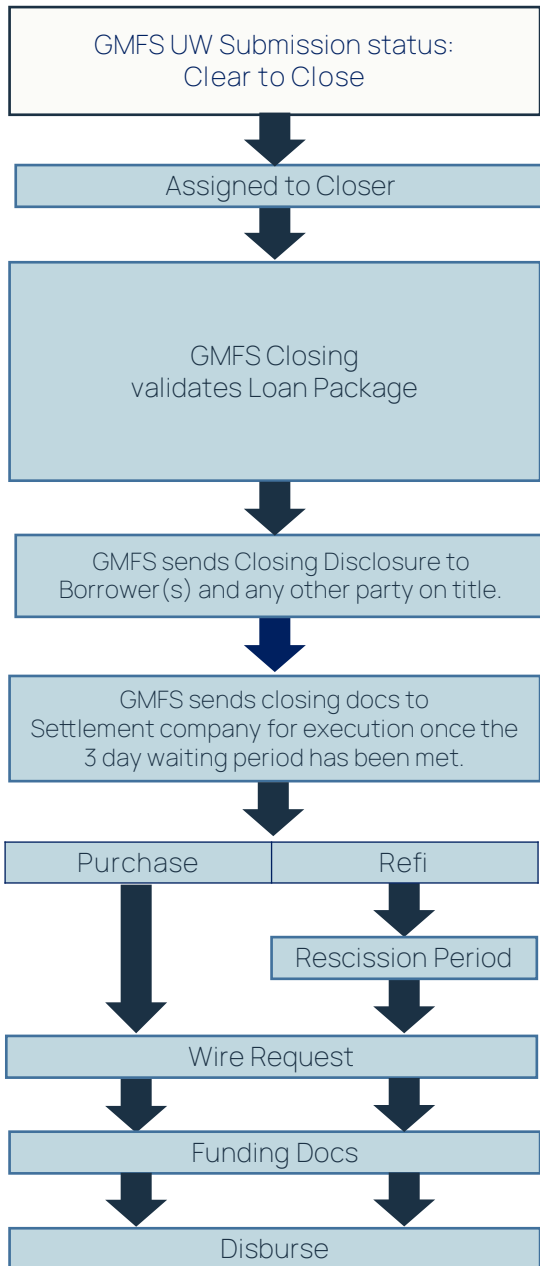 GMFS UW Submission status:
Clear to Close
Assigned to Closer
GMFS Closing
validates Loan Package
GMFS sends Closing Disclosure to
Borrower(s) and any other party on title.
GMFS sends closing docs to
Settlement company for execution once the
3 day waiting period has been met.
Purchase
Refi
Rescission Period
Wire Request
Funding Docs
Disburse